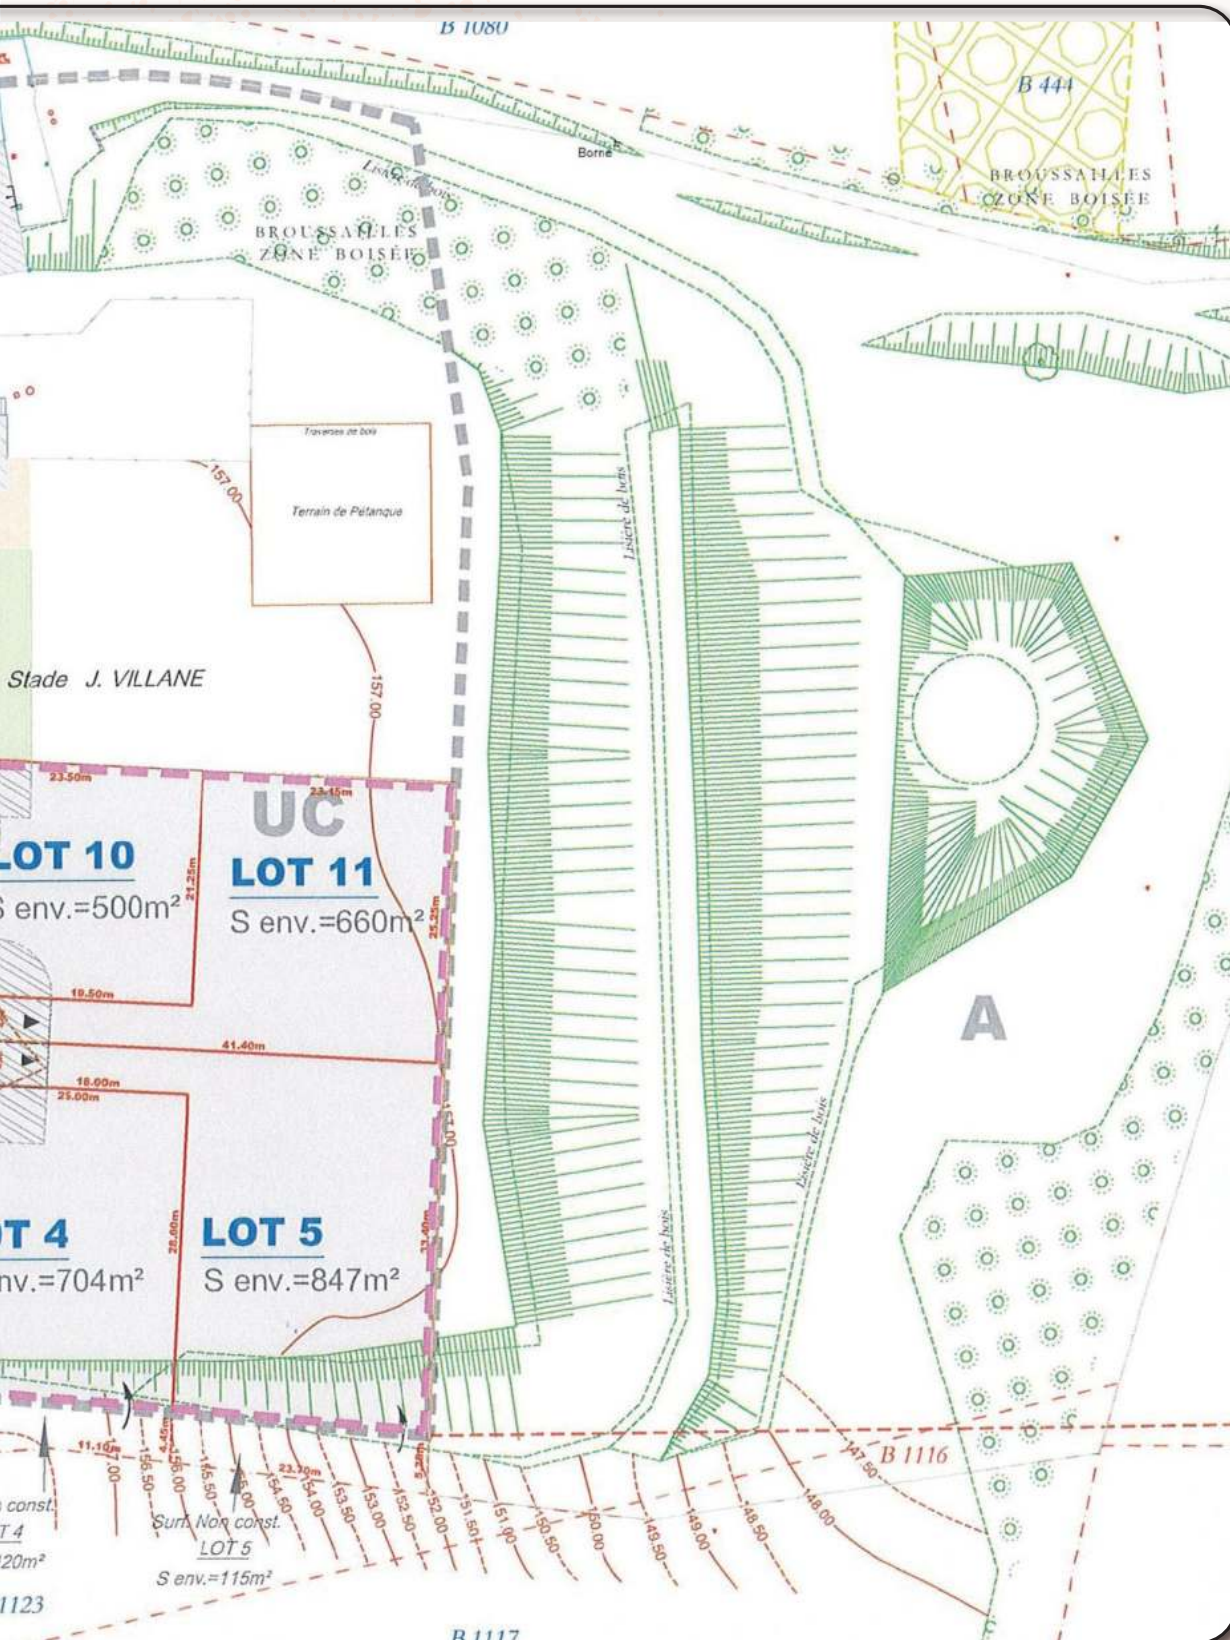 B 1080
B 444
Borne
BROUSSAILLES
ZONE BOISÉE
Lisière de bois
BROUSSAILLES
ZONE BOISÉE
Traverses de bois
157.00
Terrain de Pétanque
Lisière de bois
Stade J. VILLANE
157.00
23.50m
23.15m
UC
LOT 10
S env.=500m²
21.25m
LOT 11
S env.=660m²
25.25m
19.50m
41.40m
18.00m
25.00m
A
157.00
Lisière de bois
T 4
nv.=704m²
28.60m
LOT 5
S env.=847m²
33.40m
Lisière de bois
B 1116
147.50
11.10m
4.45m
23.70m
156.50
156.00
154.50
154.00
153.50
153.00
152.50
152.00
151.50
151.00
150.50
150.00
149.50
149.00
148.50
148.00
const.
T 4
20m²
Surf. Non const.
LOT 5
S env.=115m²
1123
B 1117